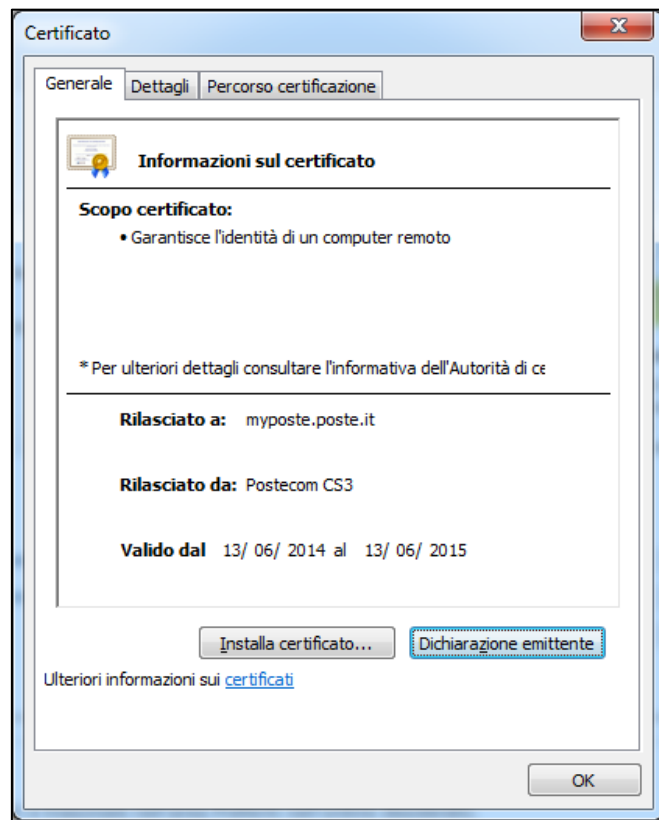 Certificato
Generale Dettagli Percorso certificazione
Informazioni sul certificato
Scopo certificato:
• Garantisce l'identità di un computer remoto
* Per ulteriori dettagli consultare l'informativa dell'Autorità di ce
Rilasciato a: myposte.poste.it
Rilasciato da: Postecom CS3
Valido dal 13/ 06/ 2014 al 13/ 06/ 2015
Installa certificato... Dichiarazione emittente
Ulteriori informazioni sui certificati
OK